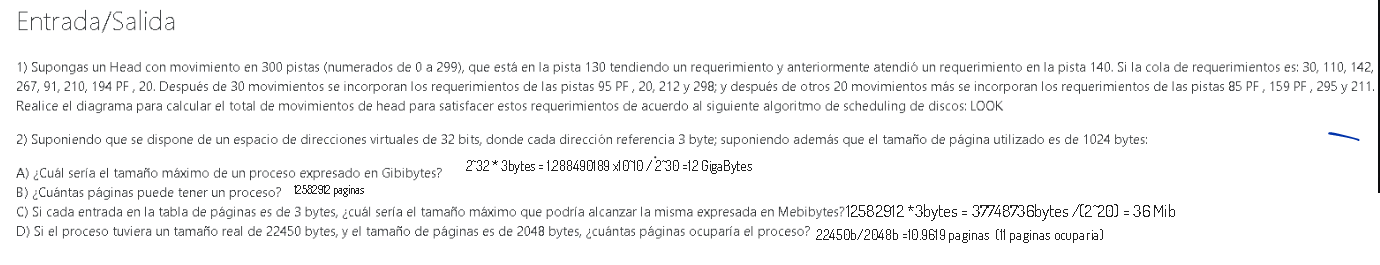 Entrada/Salida
1) Supongas un Head con movimiento en 300 pistas (numerados de 0 a 299), que está en la pista 130 tendiendo un requerimiento y anteriormente atendió un requerimiento en la pista 140. Si la cola de requerimientos es: 30, 110, 142,
267, 91, 210, 194 PF , 20. Después de 30 movimientos se incorporan los requerimientos de las pistas 95 PF , 20, 212 y 298; y después de otros 20 movimientos más se incorporan los requerimientos de las pistas 85 PF , 159 PF , 295 y 211.
Realice el diagrama para calcular el total de movimientos de head para satisfacer estos requerimientos de acuerdo al siguiente algoritmo de scheduling de discos: LOOK
2) Suponiendo que se dispone de un espacio de direcciones virtuales de 32 bits, donde cada dirección referencia 3 byte; suponiendo además que el tamaño de página utilizado es de 1024 bytes:
A) ¿Cuál sería el tamaño máximo de un proceso expresado en Gibibytes? 2^32 * 3bytes = 1288490189 x10^10 / 2^30 =12 GigaBytes
B) ¿Cuántas páginas puede tener un proceso? 12582912 paginas
C) Si cada entrada en la tabla de páginas es de 3 bytes, ¿cuál sería el tamaño máximo que podría alcanzar la misma expresada en Mebibytes? 12582912 *3bytes = 37748736bytes /(2^20) = 36 Mib
D) Si el proceso tuviera un tamaño real de 22450 bytes, y el tamaño de páginas es de 2048 bytes, ¿cuántas páginas ocuparía el proceso? 22450b/2048b =10.9619 paginas (11 paginas ocuparia)